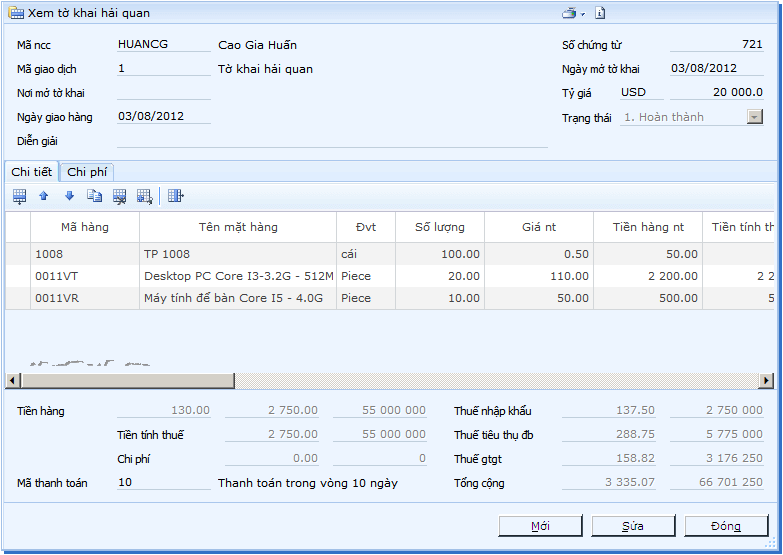 Xem tờ khai hải quan
Mã ncc HUANCG Cao Gia Huấn Số chứng từ 721
Mã giao dịch 1 Tờ khai hải quan Ngày mở tờ khai 03/08/2012
Nơi mở tờ khai Tỷ giá USD 20 000.0
Ngày giao hàng 03/08/2012 Trạng thái 1. Hoàn thành
Diễn giải
Chi tiết Chi phí
Mã hàng Tên mặt hàng Đvt Số lượng Giá nt Tiền hàng nt Tiền tính th
1008 TP 1008 cái 100.00 0.50 50.00
0011VT Desktop PC Core I3-3.2G - 512M Piece 20.00 110.00 2 200.00 2 2
0011VR Máy tính để bàn Core I5 - 4.0G Piece 10.00 50.00 500.00 5
Tiền hàng 130.00 2 750.00 55 000 000 Thuế nhập khẩu 137.50 2 750 000
Tiền tính thuế 2 750.00 55 000 000 Thuế tiêu thụ đb 288.75 5 775 000
Chi phí 0.00 0 Thuế gtgt 158.82 3 176 250
Mã thanh toán 10 Thanh toán trong vòng 10 ngày Tổng cộng 3 335.07 66 701 250
Mới Sửa Đóng